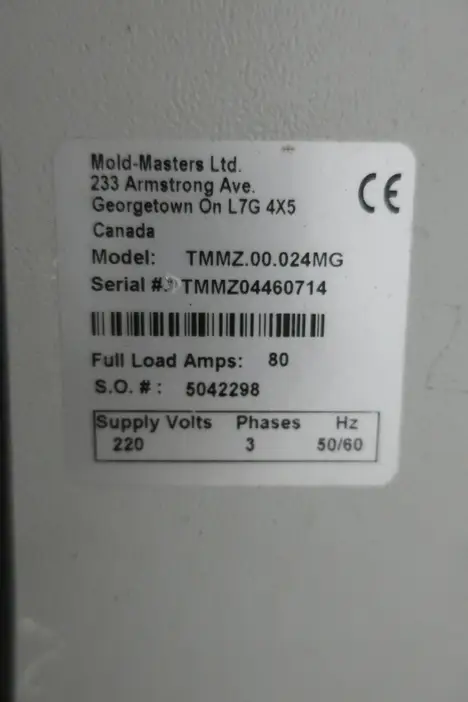 Mold-Masters Ltd.
233 Armstrong Ave.
Georgetown On L7G 4X5
Canada
CE
Model: TMMZ.00.024MG
Serial #: TMMZ04460714
Full Load Amps: 80
S.O. # : 5042298
Supply Volts Phases Hz
220 3 50/60